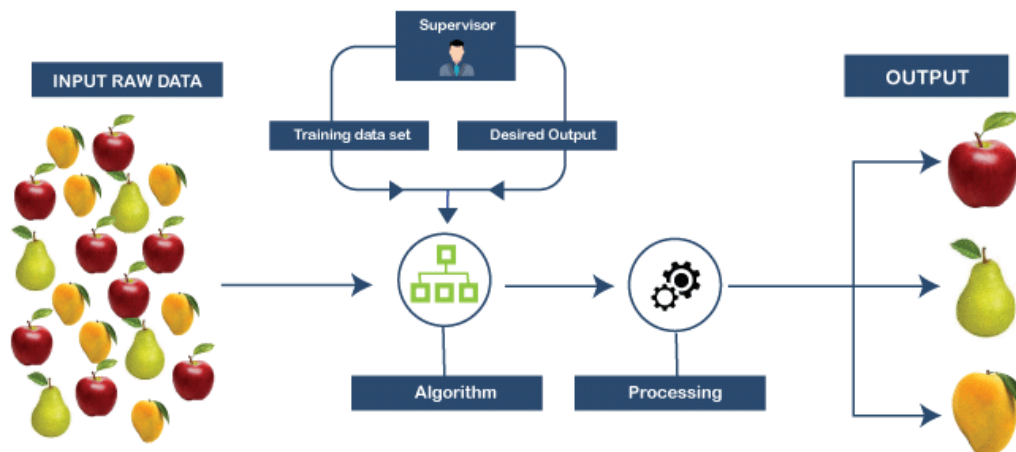 Supervisor
INPUT RAW DATA
OUTPUT
Training data set
Desired Output
Algorithm
Processing